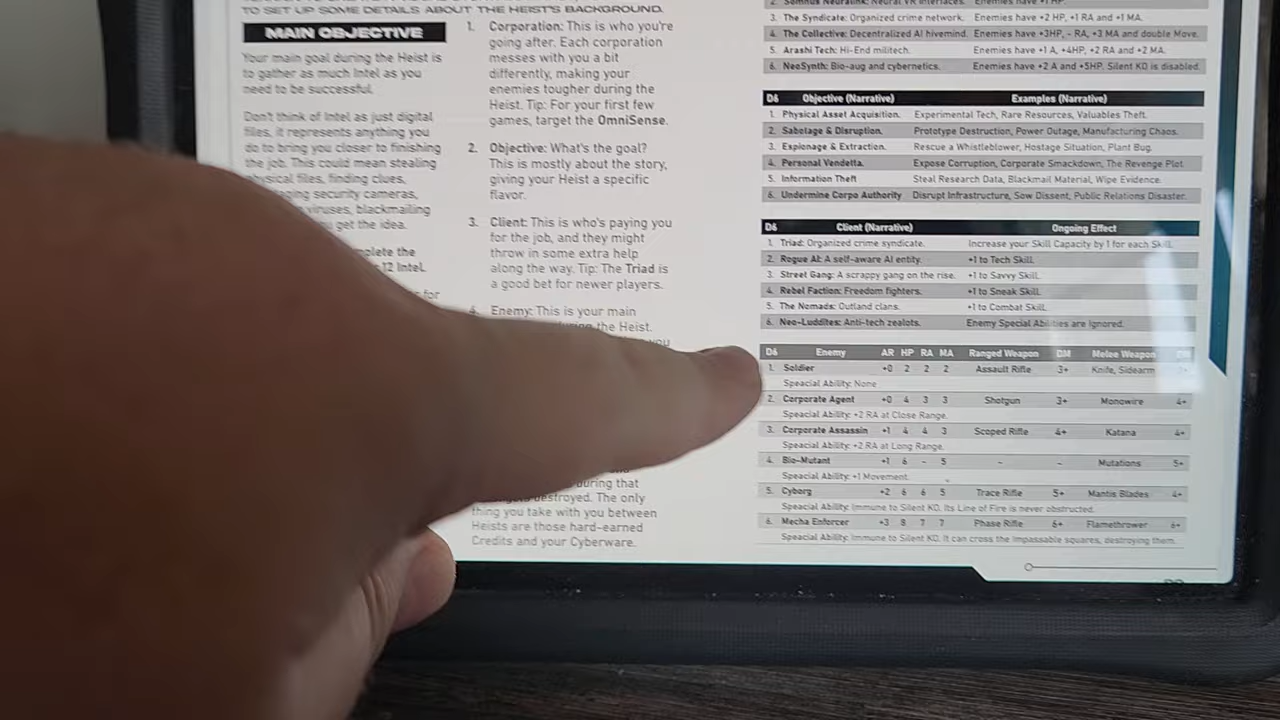 TO SET UP SOME DETAILS ABOUT THE HEIST'S BACKGROUND.
MAIN OBJECTIVE
Your main goal during the Heist is
to gather as much Intel as you
need to be successful.
Don't think of Intel as just digital
files, it represents anything you
do to bring you closer to finishing
the job. This could mean stealing
physical files, finding clues,
security cameras,
viruses, blackmailing
get the idea.
12 Intel.
for
1. Corporation: This is who you're
going after. Each corporation
messes with you a bit
differently, making your
enemies tougher during the
Heist. Tip: For your first few
games, target the OmniSense.
2. Objective: What's the goal?
This is mostly about the story,
giving your Heist a specific
flavor.
3. Client: This is who's paying you
for the job, and they might
throw in some extra help
along the way. Tip: The Triad is
a good bet for newer players.
4. Enemy: This is your main
the Heist.
you
during that
gets destroyed. The only
thing you take with you between
Heists are those hard-earned
Credits and your Cyberware.
2. Somnus Neuralink: Neural VR interfaces. Enemies have +1 HP.
3. The Syndicate: Organized crime network. Enemies have +2 HP, +1 RA and +1 MA.
4. The Collective: Decentralized AI hivemind. Enemies have +3HP, - RA, +3 MA and double Move.
5. Arashi Tech: Hi-End militech. Enemies have +1 A, +4HP, +2 RA and +2 MA.
6. NeoSynth: Bio-aug and cybernetics. Enemies have +2 A and +5HP. Silent KO is disabled.
D6 Objective (Narrative) Examples (Narrative)
1. Physical Asset Acquisition. Experimental Tech, Rare Resources, Valuables Theft.
2. Sabotage & Disruption. Prototype Destruction, Power Outage, Manufacturing Chaos.
3. Espionage & Extraction. Rescue a Whistleblower, Hostage Situation, Plant Bug.
4. Personal Vendetta. Expose Corruption, Corporate Smackdown, The Revenge Plot.
5. Information Theft Steal Research Data, Blackmail Material, Wipe Evidence.
6. Undermine Corpo Authority Disrupt Infrastructure, Sow Dissent, Public Relations Disaster.
D6 Client (Narrative) Ongoing Effect
1. Triad: Organized crime syndicate. Increase your Skill Capacity by 1 for each Skill.
2. Rogue AI: A self-aware AI entity. +1 to Tech Skill.
3. Street Gang: A scrappy gang on the rise. +1 to Savvy Skill.
4. Rebel Faction: Freedom fighters. +1 to Sneak Skill.
5. The Nomads: Outland clans. +1 to Combat Skill.
6. Neo-Luddites: Anti-tech zealots. Enemy Special Abilities are Ignored.
D6 Enemy AR HP RA MA Ranged Weapon DM Melee Weapon DM
1. Soldier +0 2 2 2 Assault Rifle 3+ Knife, Sidearm
Speacial Ability: None
2. Corporate Agent +0 4 3 3 Shotgun 3+ Monowire 4+
Speacial Ability: +2 RA at Close Range.
3. Corporate Assassin +1 4 4 3 Scoped Rifle 4+ Katana 4+
Speacial Ability: +2 RA at Long Range.
4. Bio-Mutant +1 6 - 5 - - Mutations 5+
Speacial Ability: +1 Movement.
5. Cyborg +2 6 6 5 Trace Rifle 5+ Mantis Blades 4+
Speacial Ability: Immune to Silent KO. Its Line of Fire is never obstructed.
6. Mecha Enforcer +3 8 7 7 Phase Rifle 6+ Flamethrower 6+
Speacial Ability: Immune to Silent KO. It can cross the Impassable squares, destroying them.